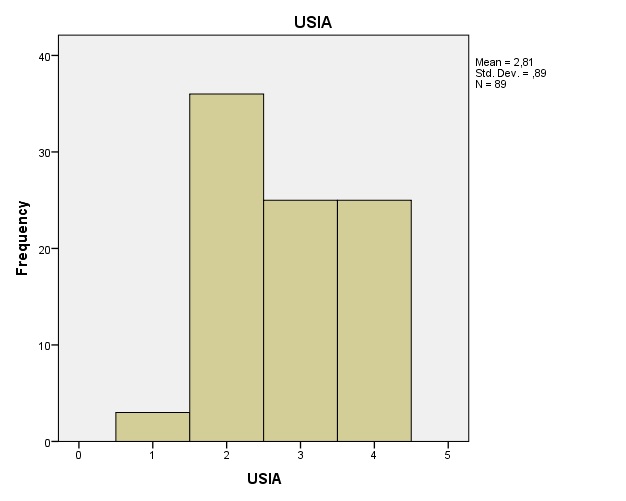 USIA
Mean = 2,81
Std. Dev. = ,89
N = 89
40
30
20
10
0
Frequency
0 1 2 3 4 5
USIA